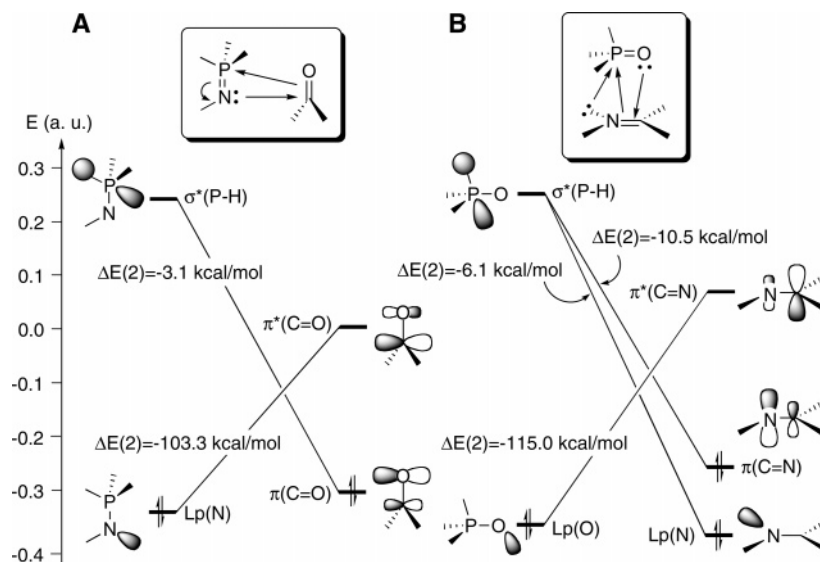 A
B
P
N:
O
P=O
N
E (a. u.)
0.3
0.2
0.1
0.0
-0.1
-0.2
-0.3
-0.4
P
N
σ*(P-H)
ΔE(2)=-3.1 kcal/mol
π*(C=O)
O
ΔE(2)=-103.3 kcal/mol
P
N
Lp(N)
π(C=O)
O
P
O
σ*(P-H)
ΔE(2)=-10.5 kcal/mol
ΔE(2)=-6.1 kcal/mol
π*(C=N)
N
N
ΔE(2)=-115.0 kcal/mol
π(C=N)
P
O
Lp(O)
Lp(N)
N